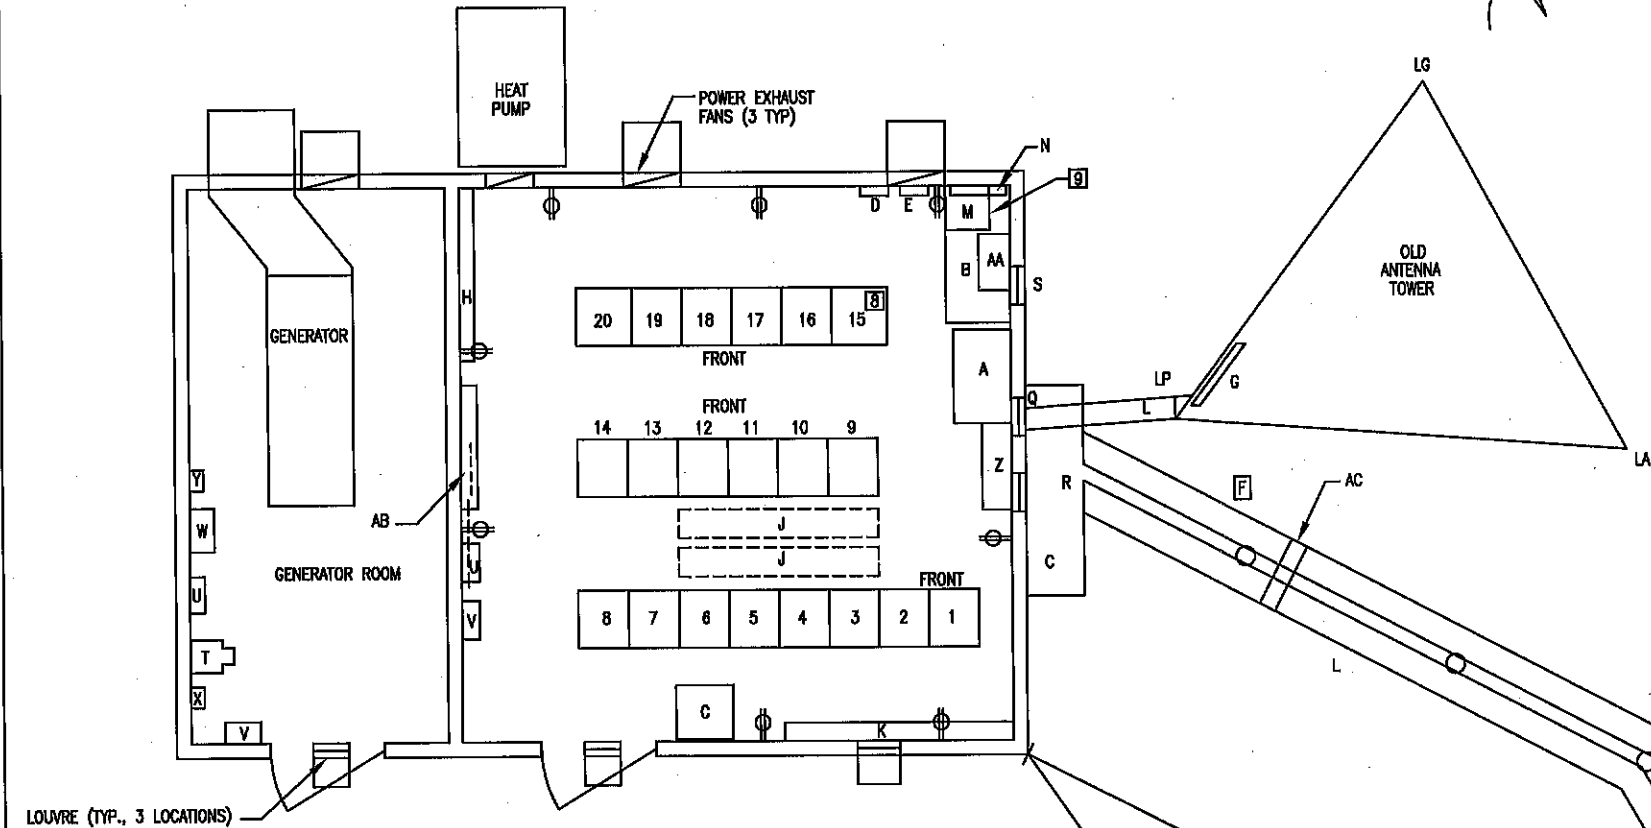 LG
HEAT
PUMP
POWER EXHAUST
FANS (3 TYP)
N
9
D
E
M
B
AA
S
OLD
ANTENNA
TOWER
H
8
20
19
18
17
16
15
GENERATOR
FRONT
A
LP
G
Q
L
FRONT
14
13
12
11
10
9
LA
Z
R
F
AC
Y
AB
W
J
J
U
C
GENERATOR ROOM
FRONT
U
V
8
7
6
5
4
3
2
1
T
L
X
C
V
K
LOUVRE (TYP., 3 LOCATIONS)